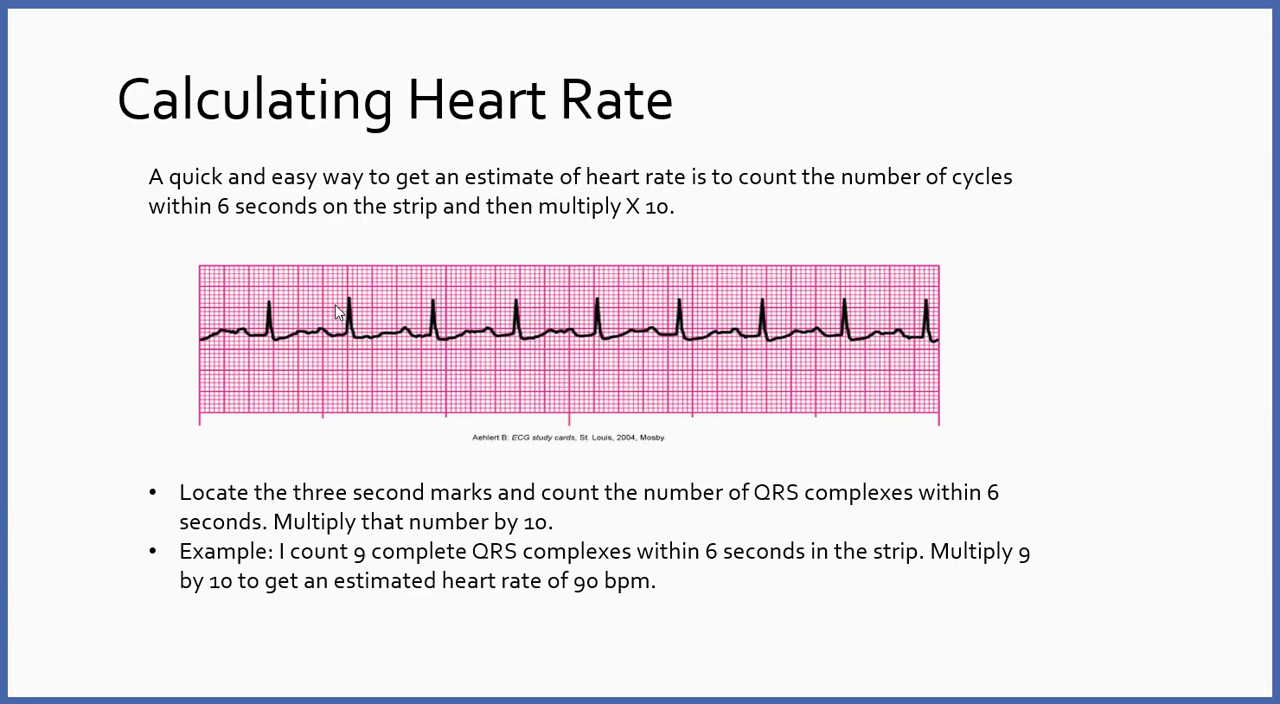 Calculating Heart Rate
A quick and easy way to get an estimate of heart rate is to count the number of cycles
within 6 seconds on the strip and then multiply X 10.
Aehlert B: ECG study cards, St. Louis, 2004, Mosby.
• Locate the three second marks and count the number of QRS complexes within 6
seconds. Multiply that number by 10.
• Example: I count 9 complete QRS complexes within 6 seconds in the strip. Multiply 9
by 10 to get an estimated heart rate of 90 bpm.